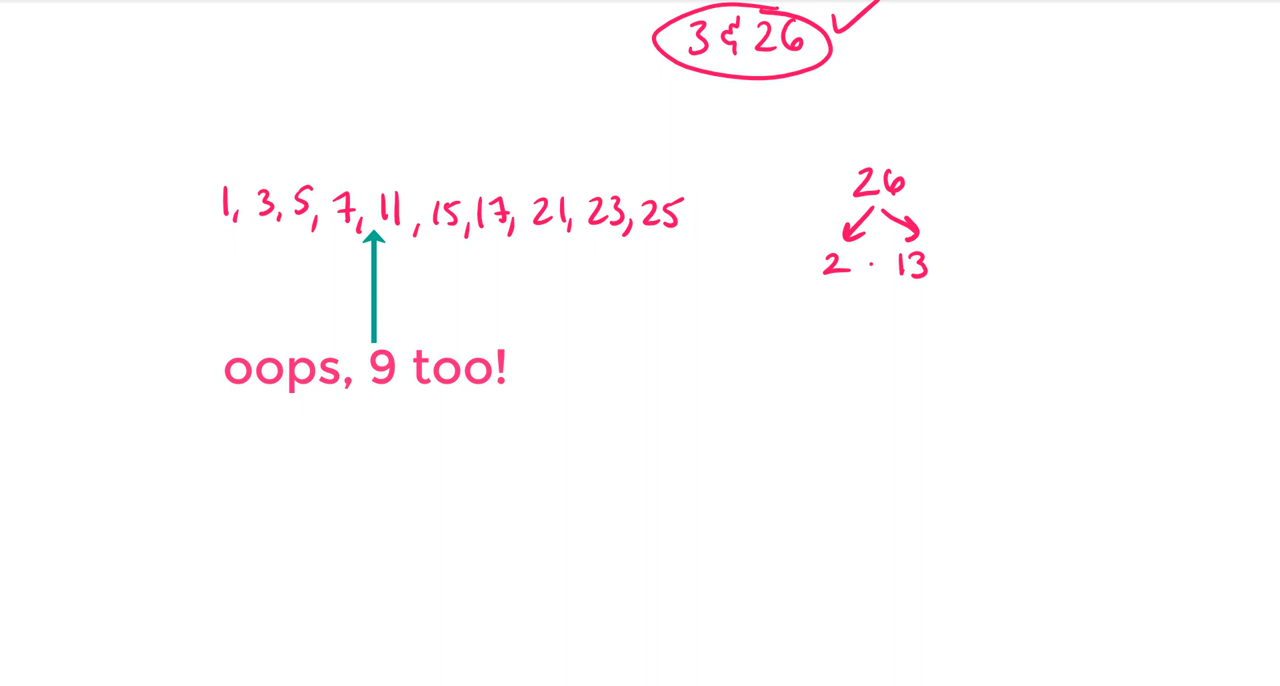 3 & 26
1, 3, 5, 7, 11, 15, 17, 21, 23, 25
26
2 · 13
oops, 9 too!